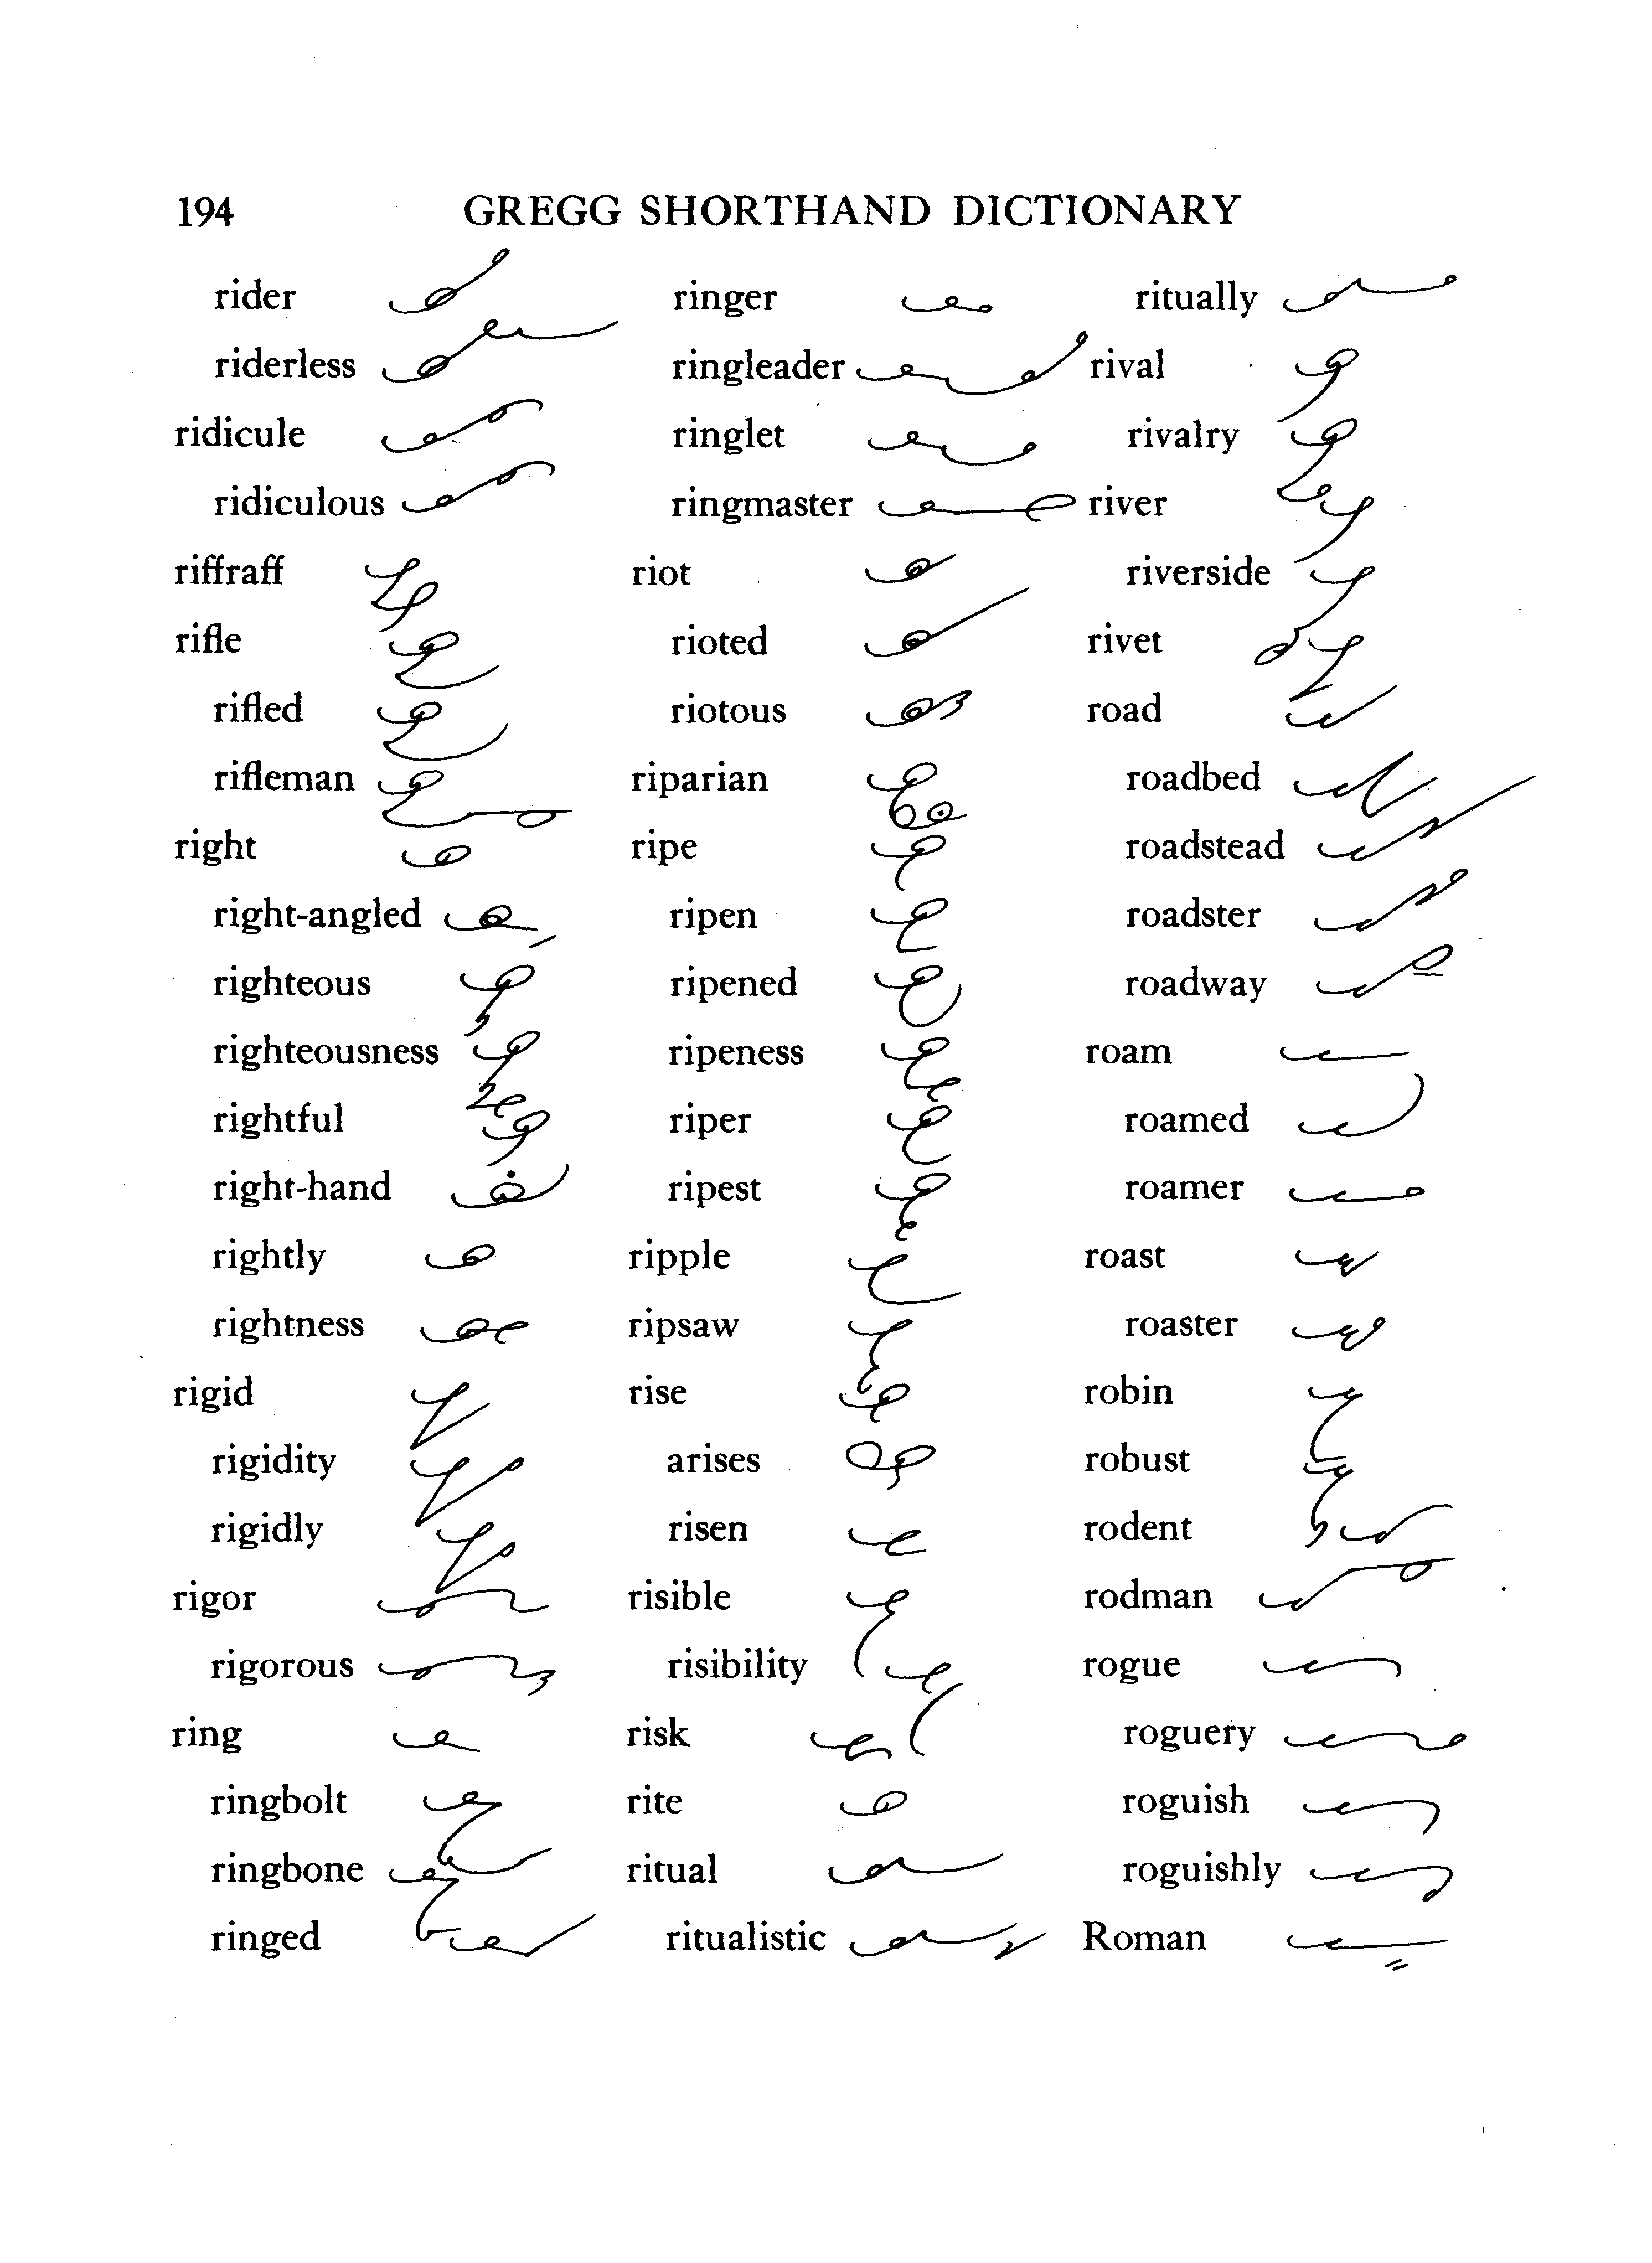 194 GREGG SHORTHAND DICTIONARY
rider
riderless
ridicule
ridiculous
riffraff
rifle
rifled
rifleman
right
right-angled
righteous
righteousness
rightful
right-hand
rightly
rightness
rigid
rigidity
rigidly
rigor
rigorous
ring
ringbolt
ringbone
ringed
ringer
ringleader
ringlet
ringmaster
riot
rioted
riotous
riparian
ripe
ripen
ripened
ripeness
riper
ripest
ripple
ripsaw
rise
arises
risen
risible
risibility
risk
rite
ritual
ritualistic
ritually
rival
rivalry
river
riverside
rivet
road
roadbed
roadstead
roadster
roadway
roam
roamed
roamer
roast
roaster
robin
robust
rodent
rodman
rogue
roguery
roguish
roguishly
Roman